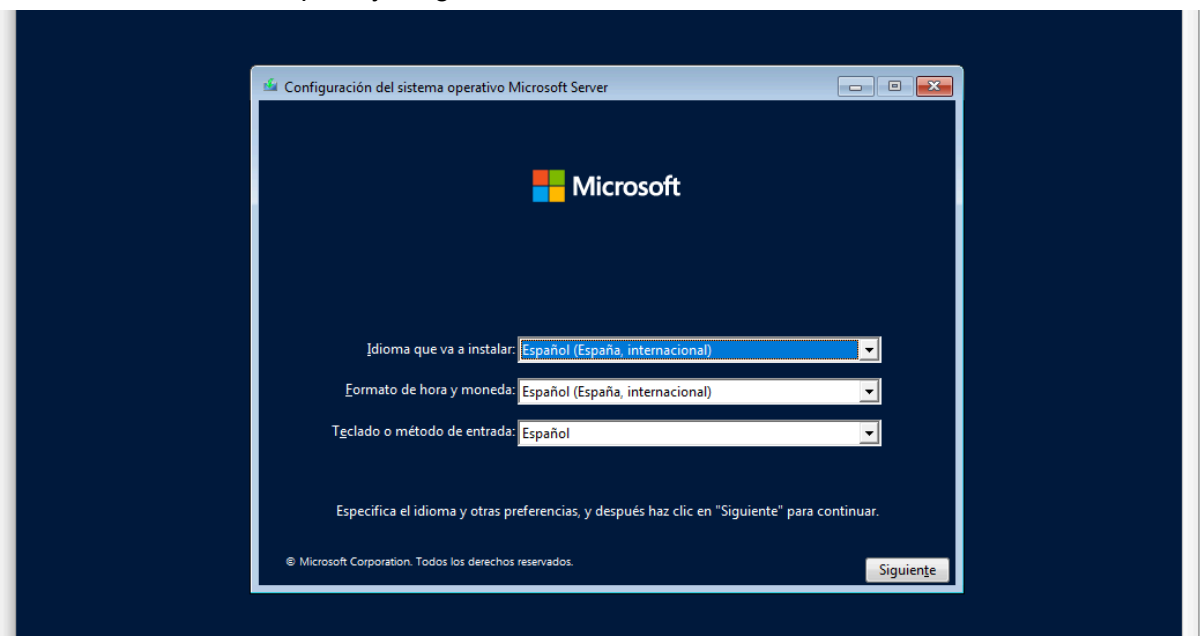 Configuración del sistema operativo Microsoft Server
Microsoft
Idioma que va a instalar: Español (España, internacional)
Formato de hora y moneda: Español (España, internacional)
Teclado o método de entrada: Español
Especifica el idioma y otras preferencias, y después haz clic en "Siguiente" para continuar.
© Microsoft Corporation. Todos los derechos reservados.
Siguiente